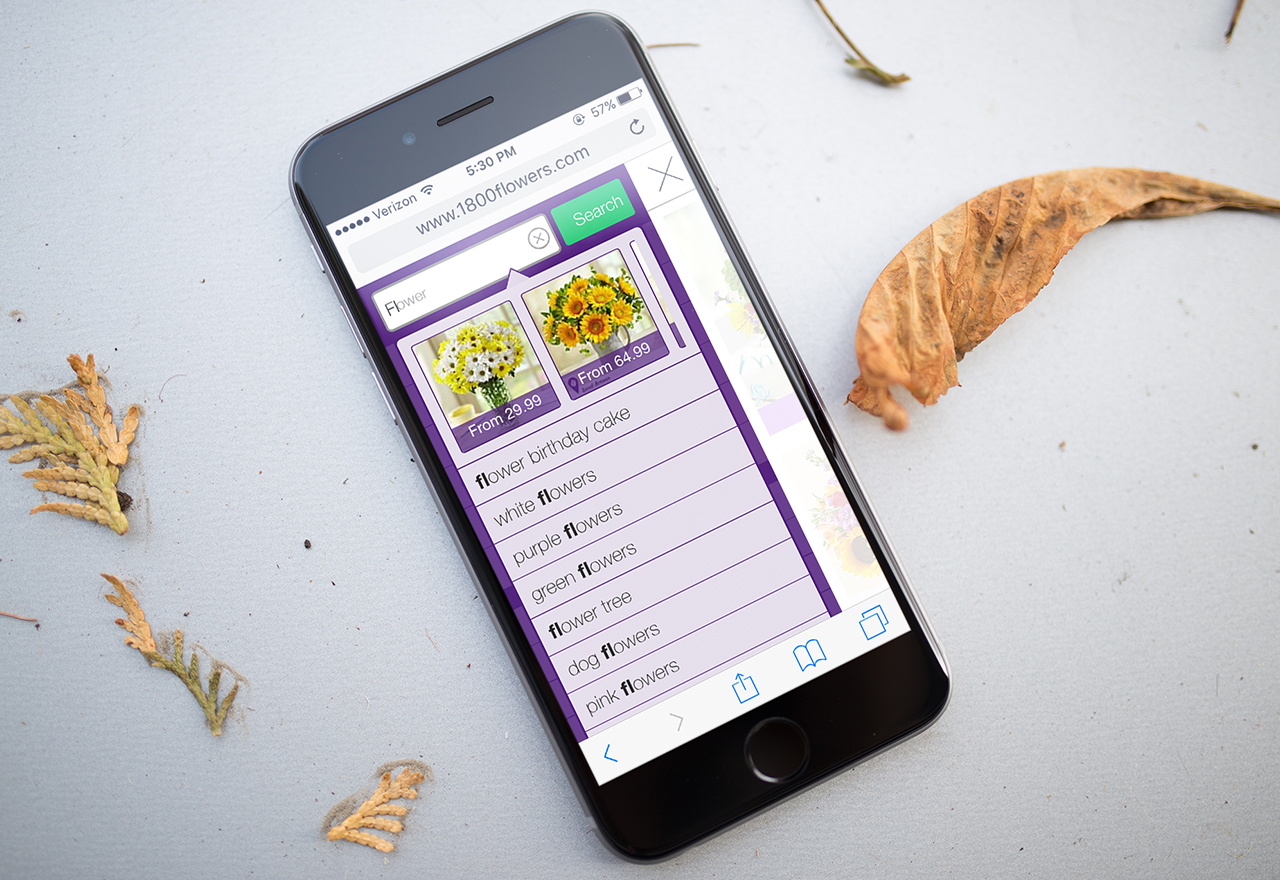 Verizon 5:30 PM 57%
www.1800flowers.com
Flower
Search
From 29.99
From 64.99
flower birthday cake
white flowers
purple flowers
green flowers
flower tree
dog flowers
pink flowers